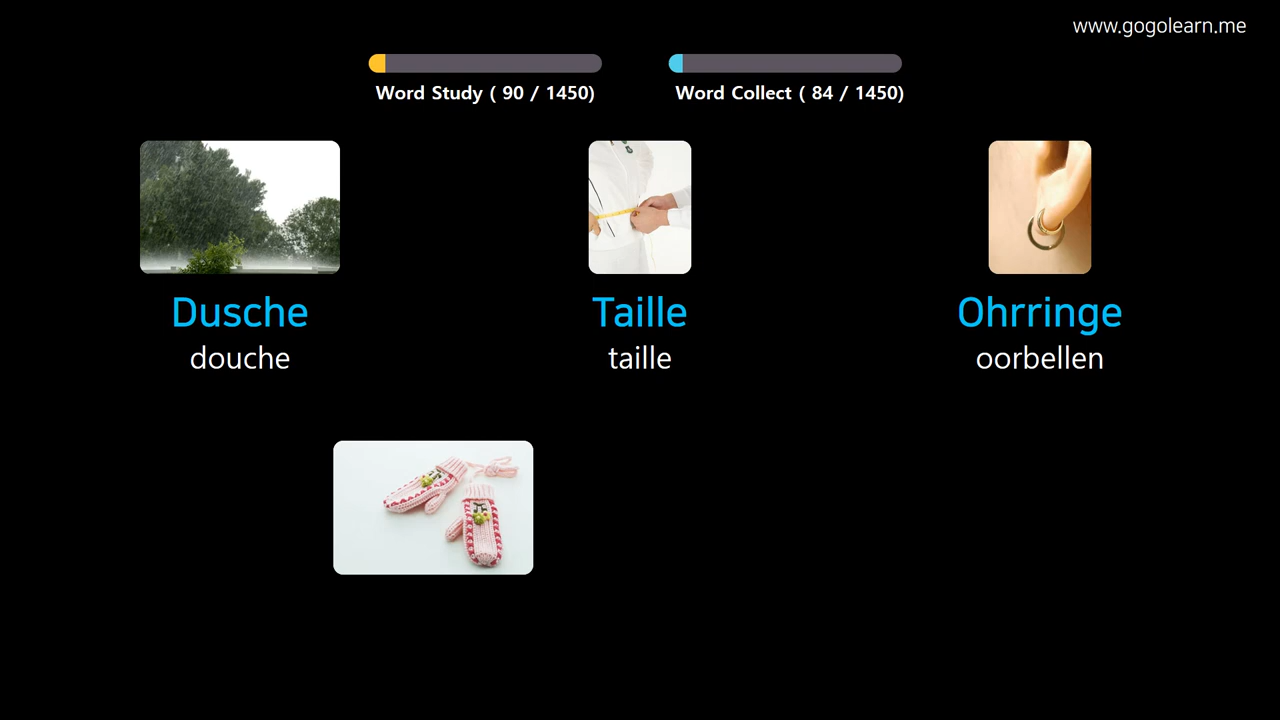 www.gogolearn.me
Word Study ( 90 / 1450)
Word Collect ( 84 / 1450)
Dusche
douche
Taille
taille
Ohrringe
oorbellen